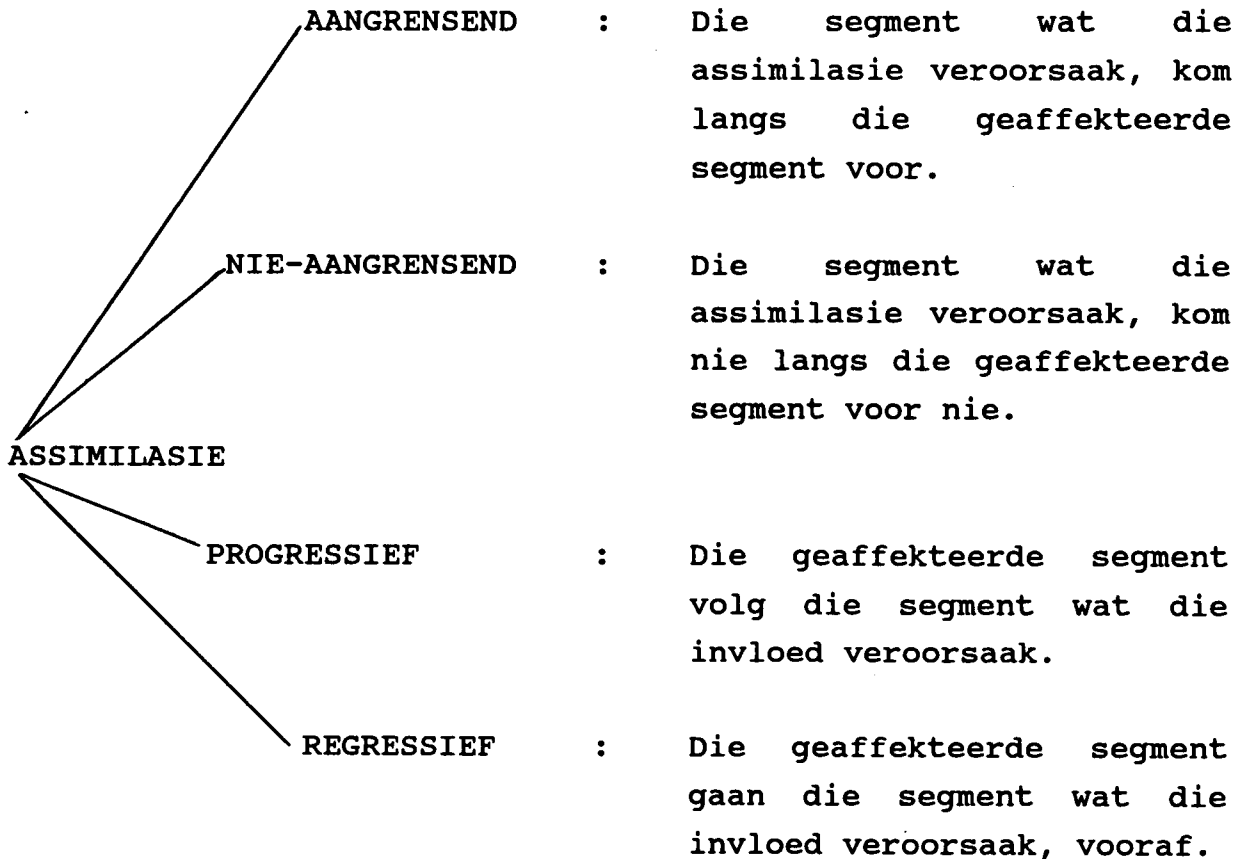 AANGRENSEND : Die segment wat die
assimilasie veroorsaak, kom
langs die geaffekteerde
segment voor.
NIE-AANGRENSEND : Die segment wat die
assimilasie veroorsaak, kom
nie langs die geaffekteerde
segment voor nie.
ASSIMILASIE
PROGRESSIEF : Die geaffekteerde segment
volg die segment wat die
invloed veroorsaak.
REGRESSIEF : Die geaffekteerde segment
gaan die segment wat die
invloed veroorsaak, vooraf.